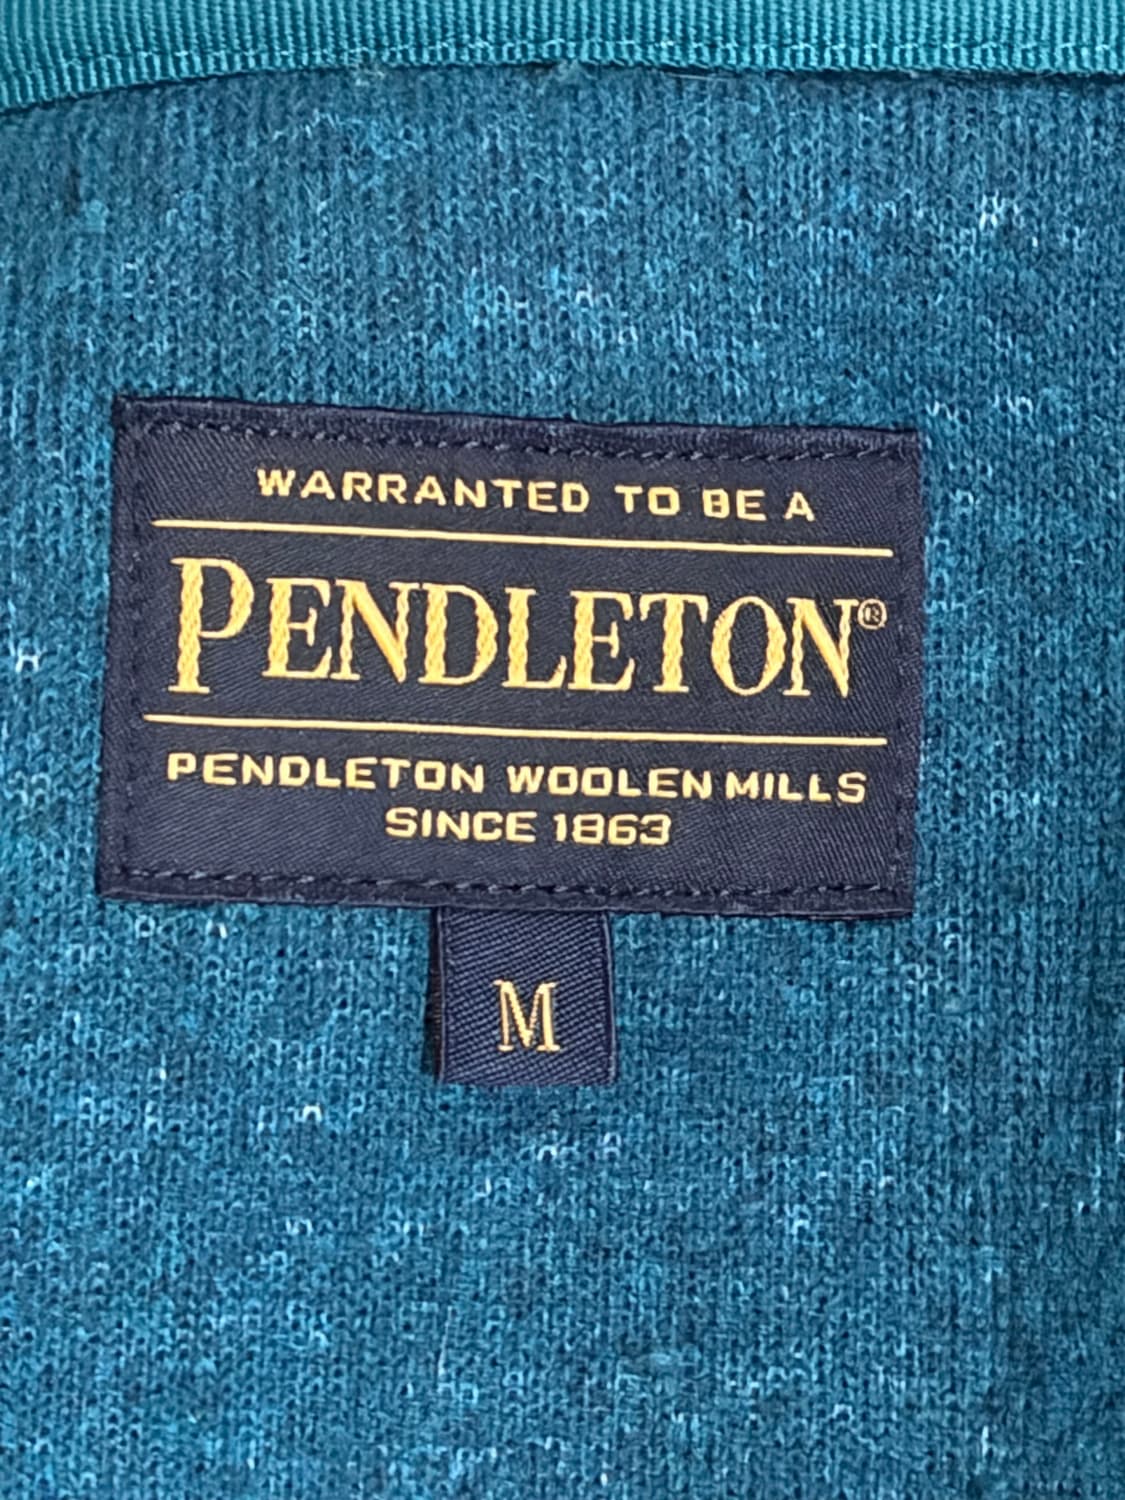 WARRANTED TO BE A
PENDLETON®
PENDLETON WOOLEN MILLS
SINCE 1863
M